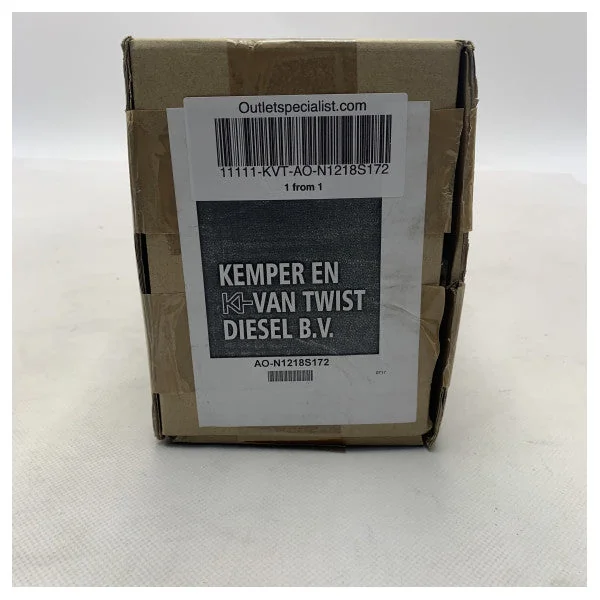 Outletspecialist.com
11111-KVT-AO-N1218S172
1 from 1
KEMPER EN
VAN TWIST
DIESEL B.V.
AO-N1218S172